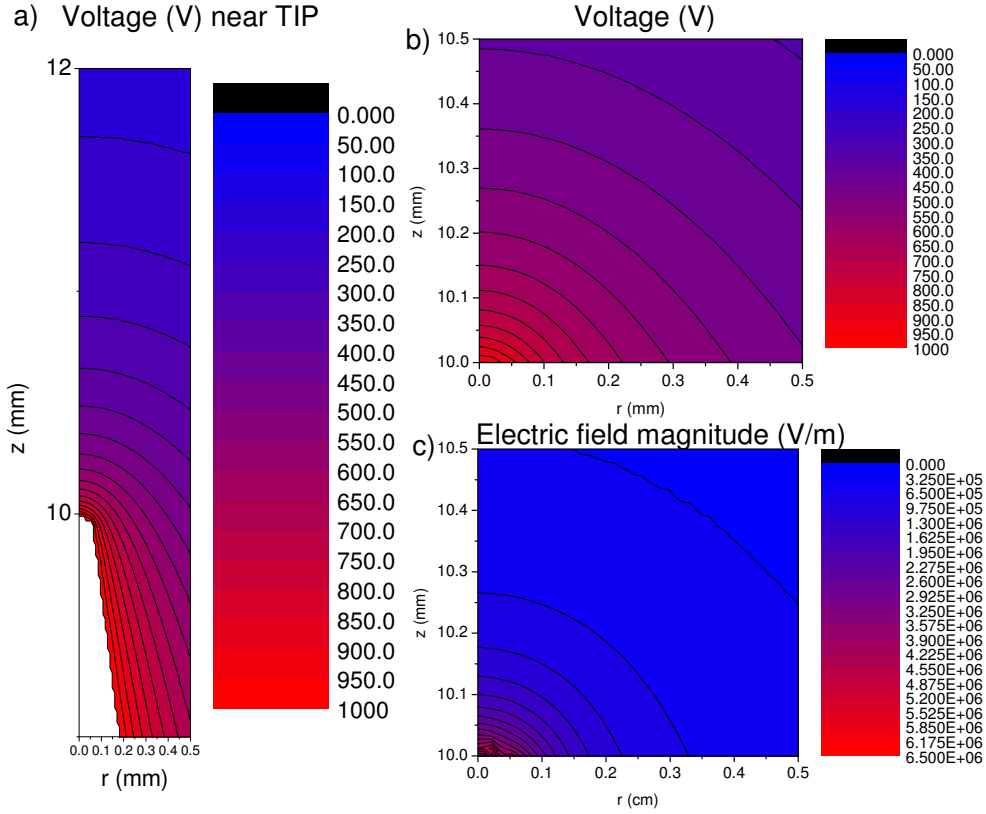 a) Voltage (V) near TIP
12
10
z (mm)
0.0 0.1 0.2 0.3 0.4 0.5
r (mm)
0.000
50.00
100.0
150.0
200.0
250.0
300.0
350.0
400.0
450.0
500.0
550.0
600.0
650.0
700.0
750.0
800.0
850.0
900.0
950.0
1000
b) Voltage (V)
10.5
10.4
10.3
10.2
10.1
10.0
z (mm)
0.0 0.1 0.2 0.3 0.4 0.5
r (mm)
0.000
50.00
100.0
150.0
200.0
250.0
300.0
350.0
400.0
450.0
500.0
550.0
600.0
650.0
700.0
750.0
800.0
850.0
900.0
950.0
1000
c) Electric field magnitude (V/m)
10.5
10.4
10.3
10.2
10.1
10.0
z (mm)
0.0 0.1 0.2 0.3 0.4 0.5
r (cm)
0.000
3.250E+05
6.500E+05
9.750E+05
1.300E+06
1.625E+06
1.950E+06
2.275E+06
2.600E+06
2.925E+06
3.250E+06
3.575E+06
3.900E+06
4.225E+06
4.550E+06
4.875E+06
5.200E+06
5.525E+06
5.850E+06
6.175E+06
6.500E+06